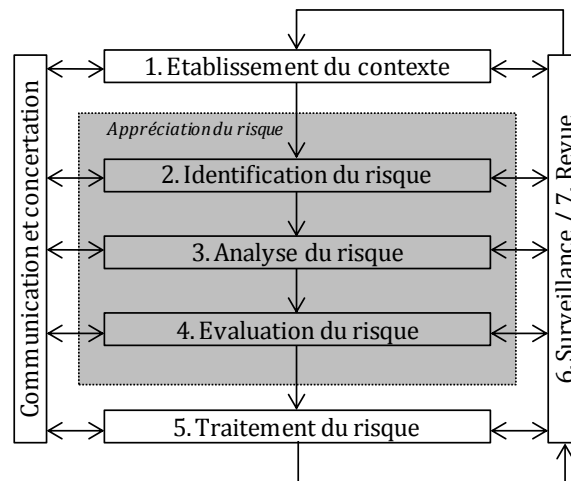 1. Etablissement du contexte
Appréciation du risque
2. Identification du risque
3. Analyse du risque
4. Evaluation du risque
5. Traitement du risque
Communication et concertation
6. Surveillance / 7. Revue